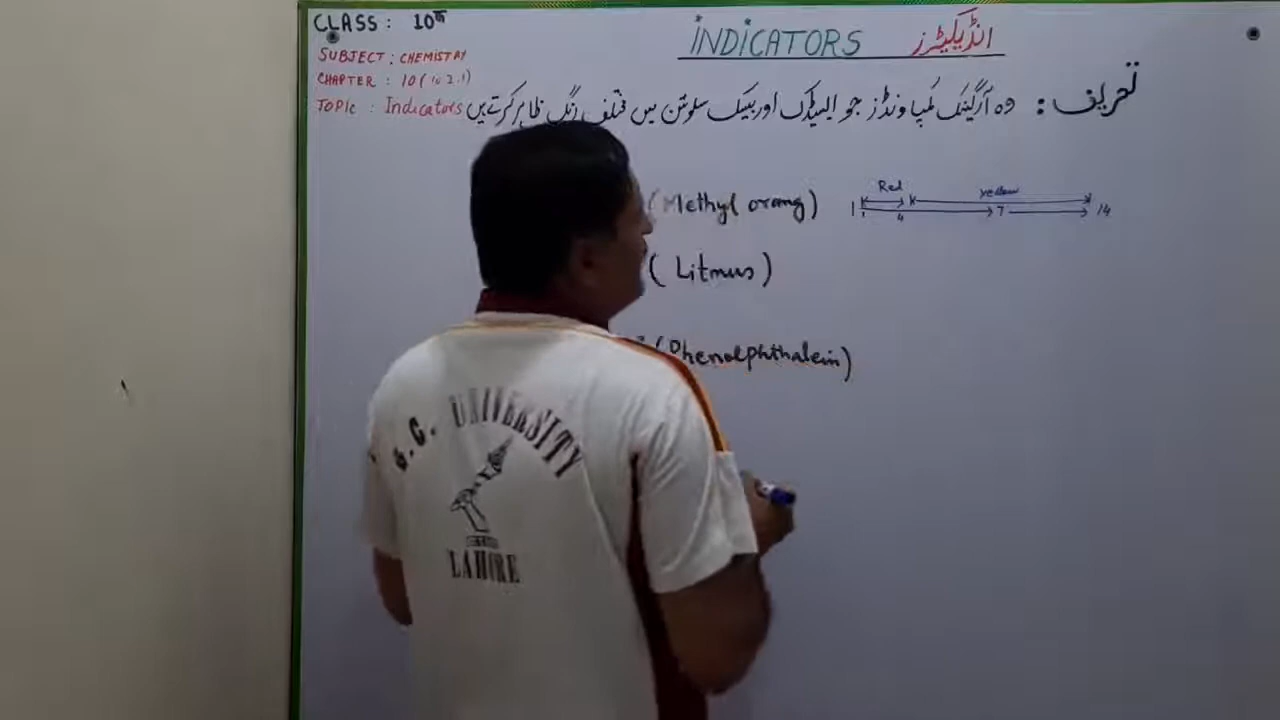 CLASS: 10th
INDICATORS انڈیکیٹرز
SUBJECT: CHEMISTRY
CHAPTER: 10 (10.2.1)
TOPIC: Indicators
تعریف: وہ آرگینک کمپاونڈز جو ایسیڈک اور بیسک سلوشن میں مختلف رنگ ظاہر کرتے ہیں
(Methyl orang)
Red yellow
1 4 7 14
(Litmus)
(Phenolphthalein)
G.C. UNIVERSITY
LAHORE